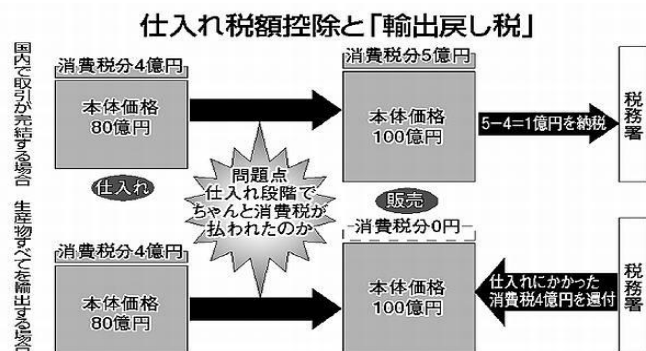 仕入れ税額控除と「輸出戻し税」
国内で取引が完結する場合
消費税分4億円
本体価格
80億円
仕入れ
消費税分5億円
本体価格
100億円
販売
5−4=1億円を納税
税務署
問題点
仕入れ段階で
ちゃんと消費税が
払われたのか
生産物すべてを輸出する場合
消費税分4億円
本体価格
80億円
消費税分0円
本体価格
100億円
仕入れにかかった
消費税4億円を還付
税務署